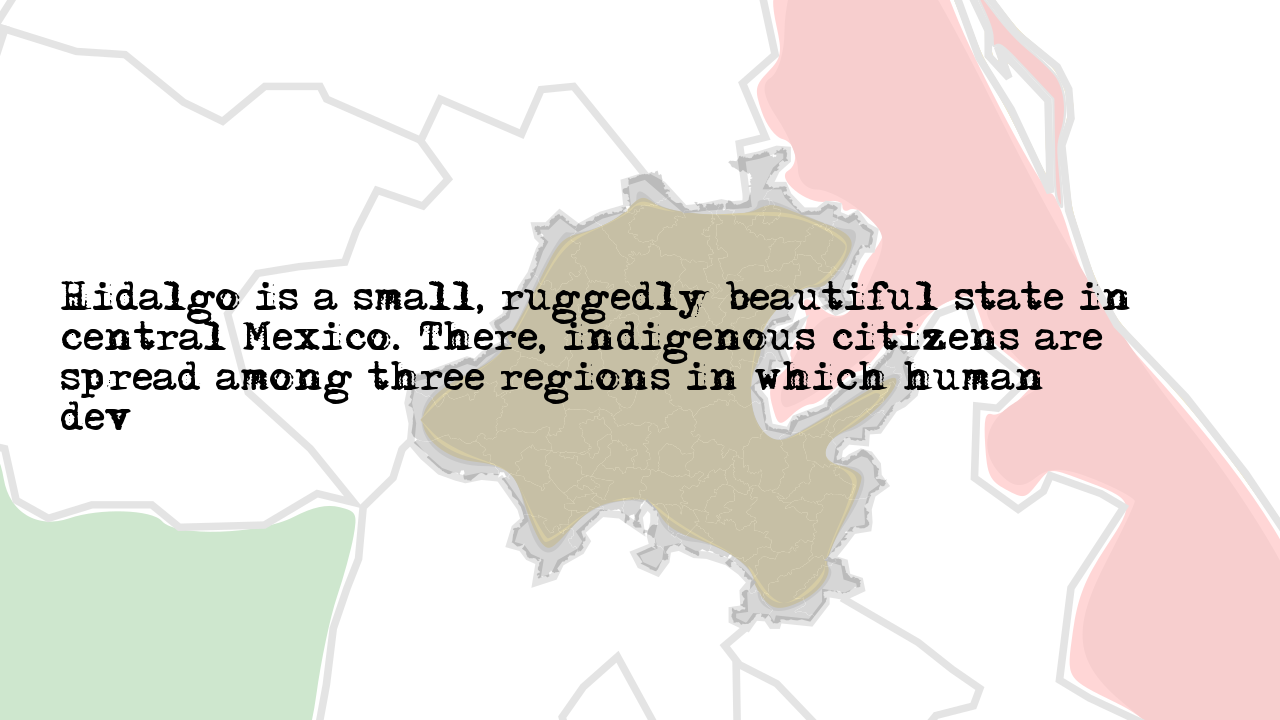 Hidalgo is a small, ruggedly beautiful state in
central Mexico. There, indigenous citizens are
spread among three regions in which human
dev